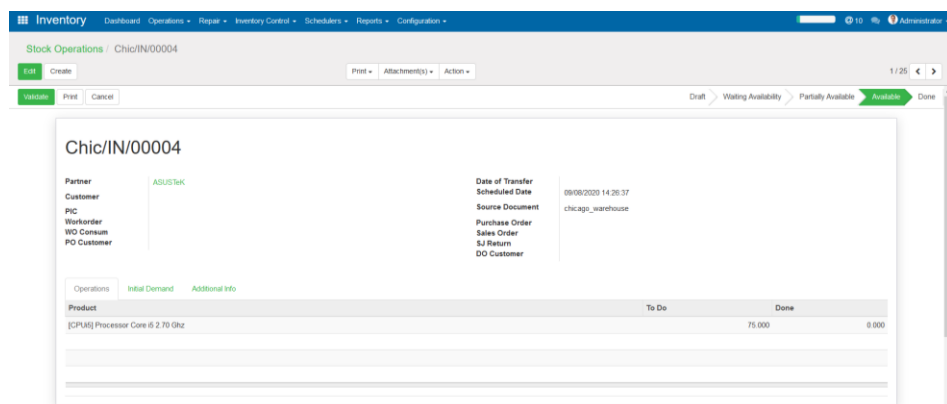 Inventory Dashboard Operations Repair Inventory Control Schedulers Reports Configuration @ 10 Administrator
Stock Operations / Chic/IN/00004
Edit Create Print Attachment(s) Action 1 / 25
Validate Print Cancel Draft Waiting Availability Partially Available Available Done
Chic/IN/00004
Partner ASUSTeK Date of Transfer
Customer Scheduled Date 09/08/2020 14:26:37
PIC Source Document chicago_warehouse
Workorder Purchase Order
WO Consum Sales Order
PO Customer SJ Return
DO Customer
Operations Initial Demand Additional Info
Product To Do Done
[CPUi5] Processor Core i5 2.70 Ghz 75.000 0.000